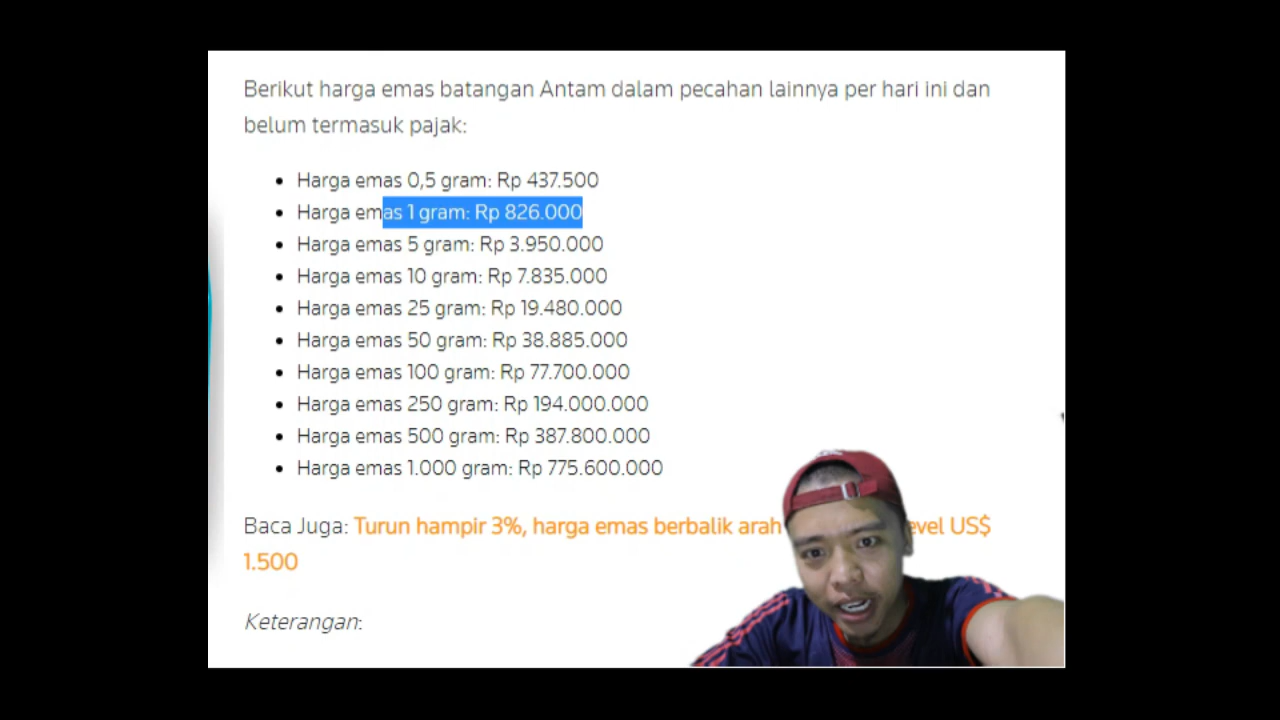 Berikut harga emas batangan Antam dalam pecahan lainnya per hari ini dan
belum termasuk pajak:
Harga emas 0,5 gram: Rp 437.500
Harga emas 1 gram: Rp 826.000
Harga emas 5 gram: Rp 3.950.000
Harga emas 10 gram: Rp 7.835.000
Harga emas 25 gram: Rp 19.480.000
Harga emas 50 gram: Rp 38.885.000
Harga emas 100 gram: Rp 77.700.000
Harga emas 250 gram: Rp 194.000.000
Harga emas 500 gram: Rp 387.800.000
Harga emas 1.000 gram: Rp 775.600.000
Baca Juga: Turun hampir 3%, harga emas berbalik arah US$
1.500
Keterangan: